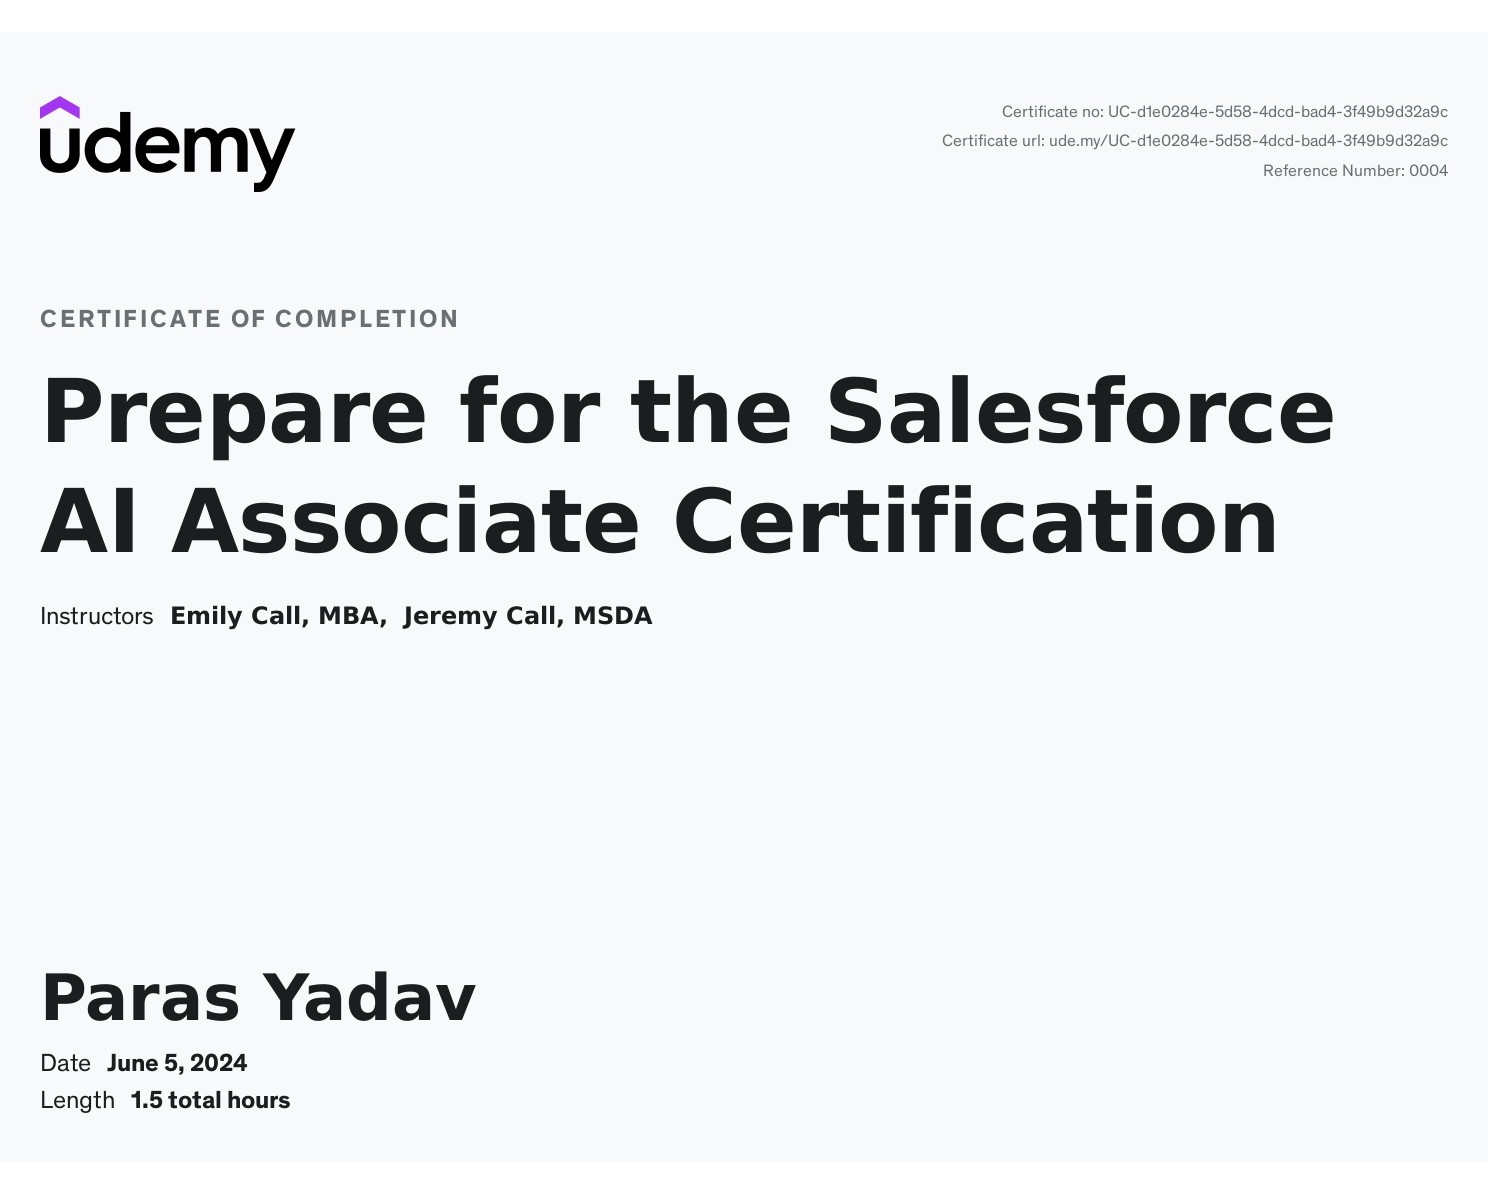 udemy
Certificate no: UC-d1e0284e-5d58-4dcd-bad4-3f49b9d32a9c
Certificate url: ude.my/UC-d1e0284e-5d58-4dcd-bad4-3f49b9d32a9c
Reference Number: 0004
CERTIFICATE OF COMPLETION
Prepare for the Salesforce
AI Associate Certification
Instructors Emily Call, MBA, Jeremy Call, MSDA
Paras Yadav
Date June 5, 2024
Length 1.5 total hours